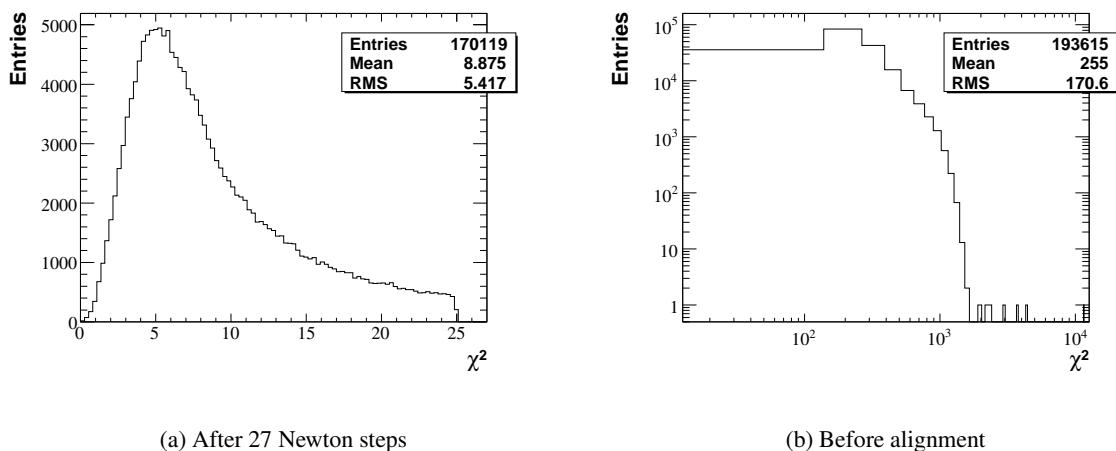 Entries
5000
4000
3000
2000
1000
0
0 5 10 15 20 25
χ²
Entries 170119
Mean 8.875
RMS 5.417
Entries
10⁵
10⁴
10³
10²
10
1
10² 10³ 10⁴
χ²
Entries 193615
Mean 255
RMS 170.6
(a) After 27 Newton steps
(b) Before alignment